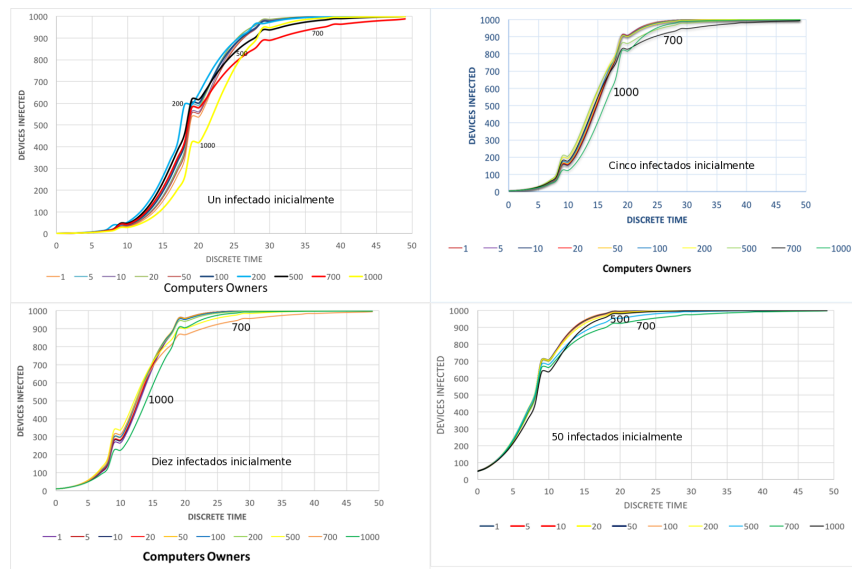 DEVICES INFECTED
1000
900
800
700
600
500
400
300
200
100
0
0 5 10 15 20 25 30 35 40 45 50
DISCRETE TIME
700
500
200
1000
Un infectado inicialmente
1 5 10 20 50 100 200 500 700 1000
Computers Owners
DEVICES INFECTED
1000
900
800
700
600
500
400
300
200
100
0
0 5 10 15 20 25 30 35 40 45 50
DISCRETE TIME
700
1000
Cinco infectados inicialmente
1 5 10 20 50 100 200 500 700 1000
Computers Owners
DEVICES INFECTED
1000
900
800
700
600
500
400
300
200
100
0
0 5 10 15 20 25 30 35 40 45 50
DISCRETE TIME
700
1000
Diez infectados inicialmente
1 5 10 20 50 100 200 500 700 1000
Computers Owners
DEVICES INFECTED
1000
900
800
700
600
500
400
300
200
100
0
0 5 10 15 20 25 30 35 40 45 50
DISCRETE TIME
500
700
50 infectados inicialmente
1 5 10 20 50 100 200 500 700 1000